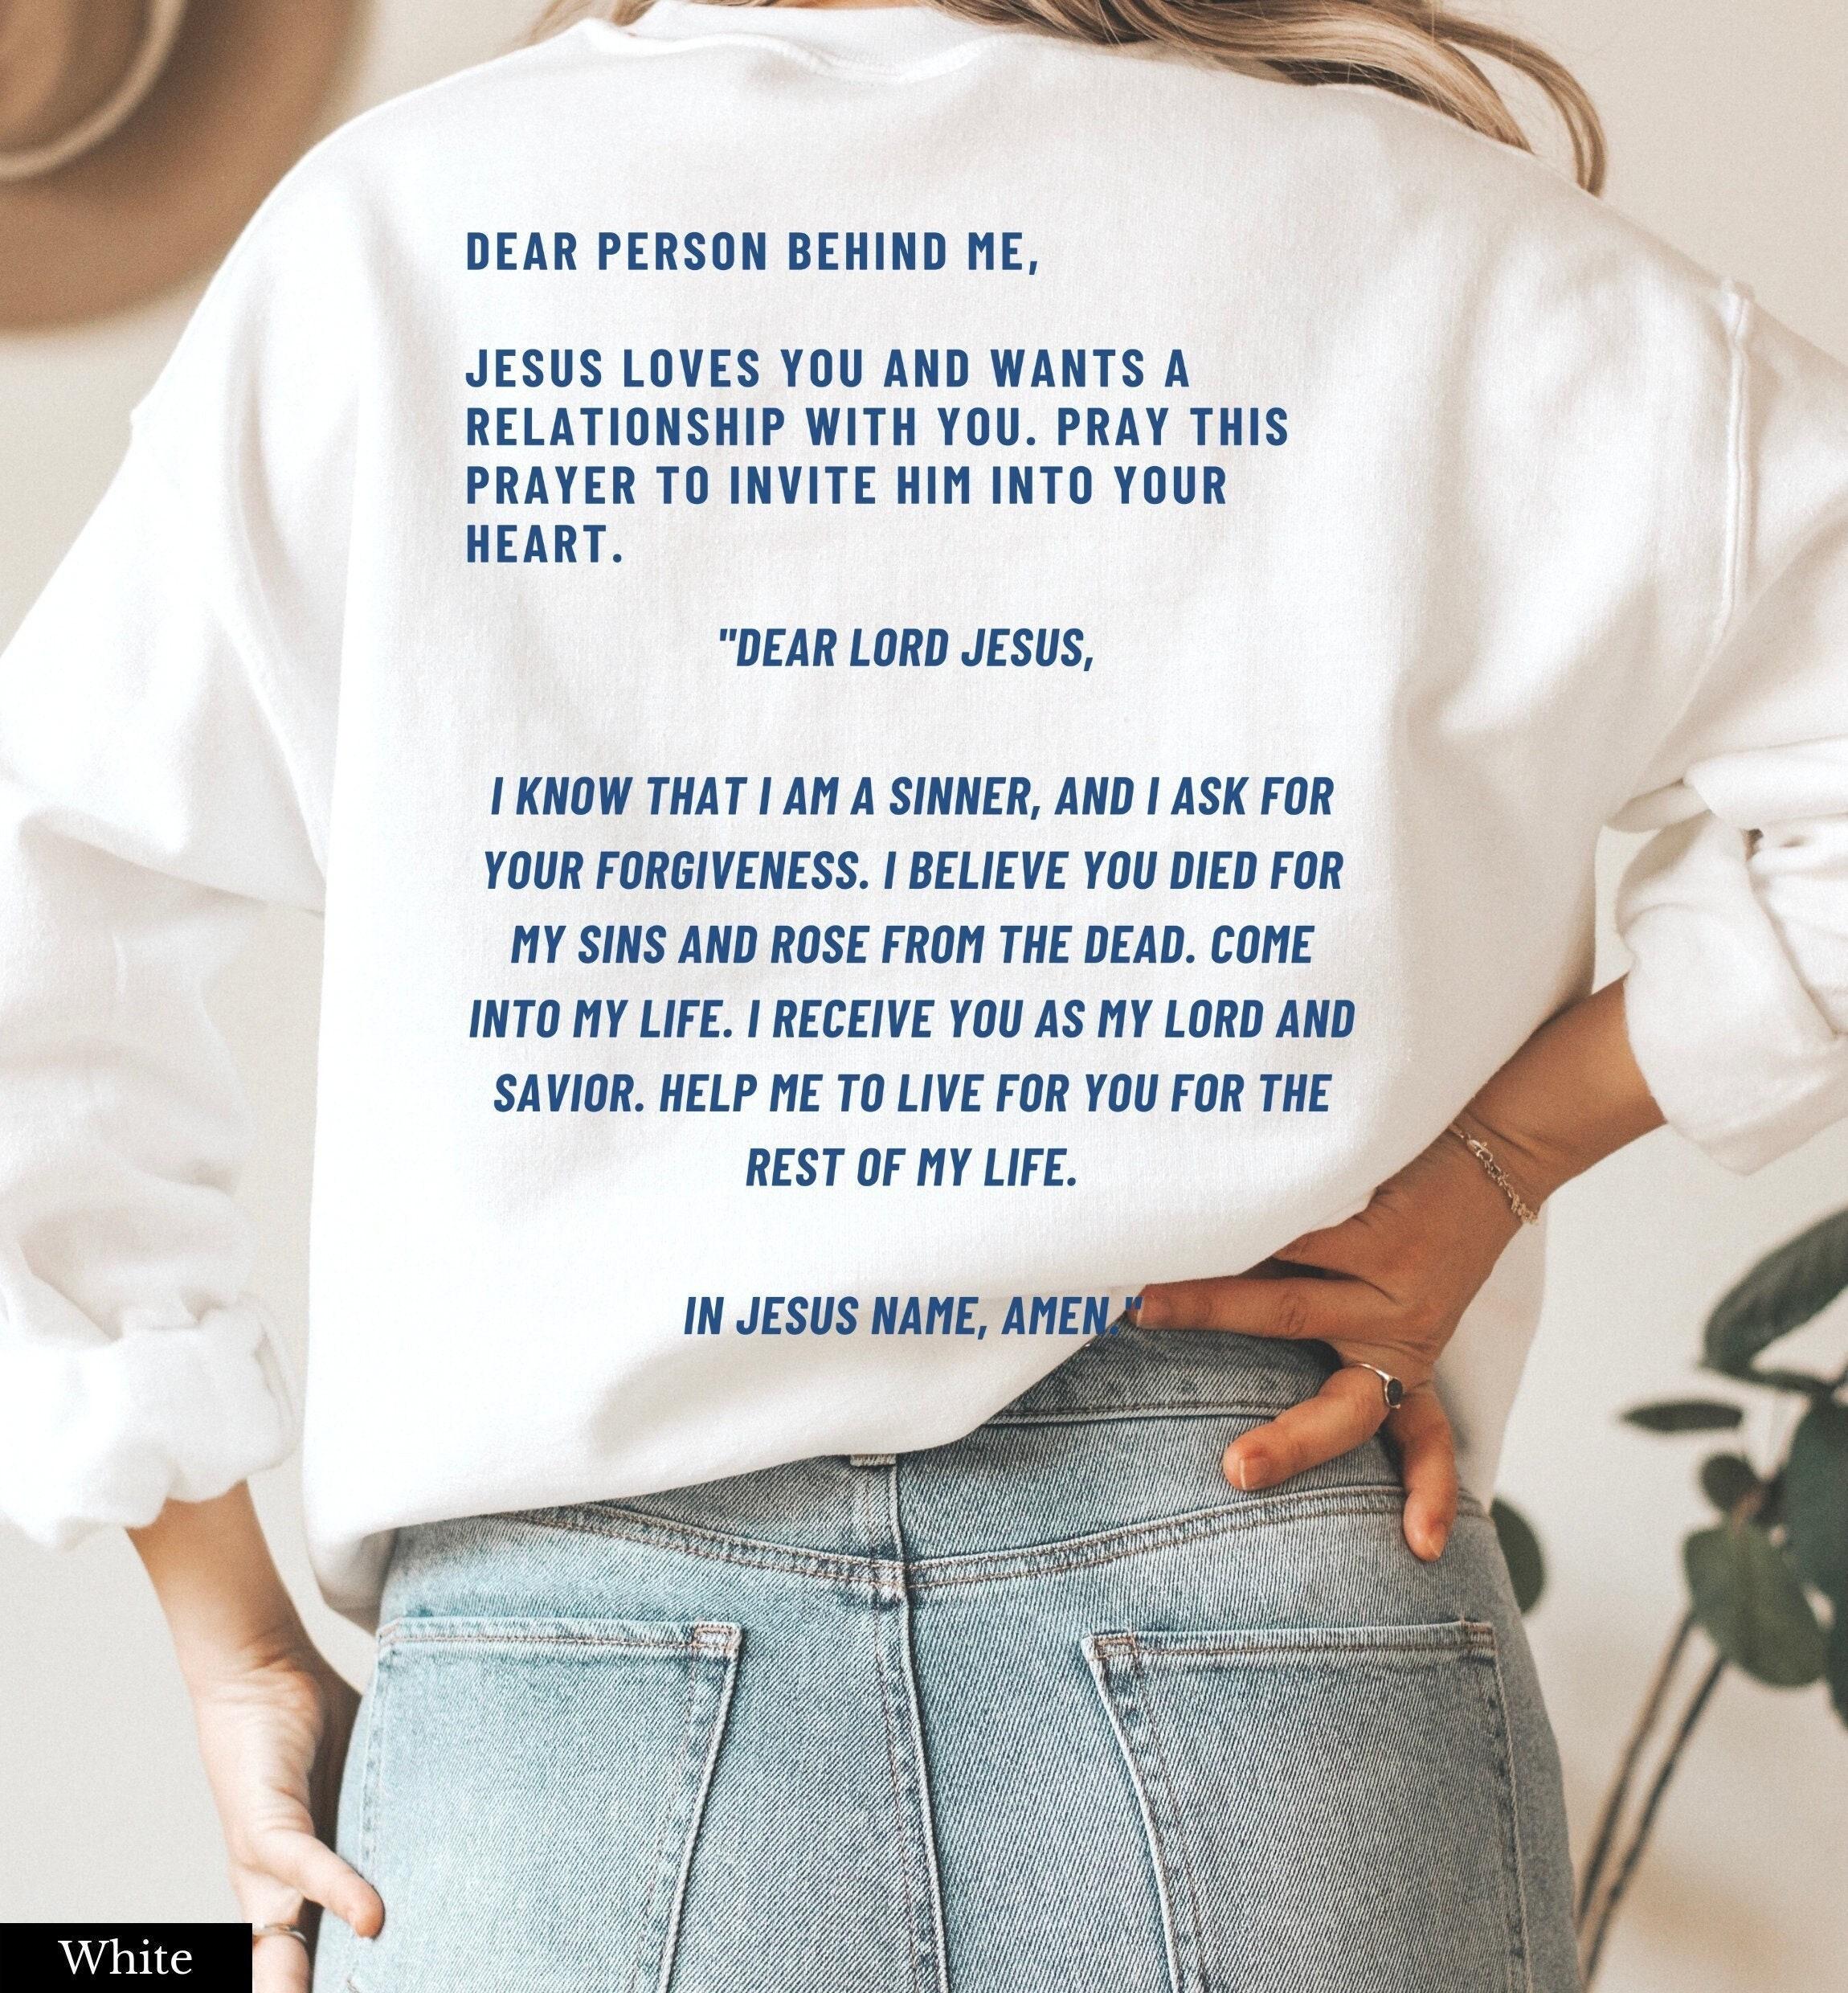 DEAR PERSON BEHIND ME,
JESUS LOVES YOU AND WANTS A
RELATIONSHIP WITH YOU. PRAY THIS
PRAYER TO INVITE HIM INTO YOUR
HEART.
"DEAR LORD JESUS,
I KNOW THAT I AM A SINNER, AND I ASK FOR
YOUR FORGIVENESS. I BELIEVE YOU DIED FOR
MY SINS AND ROSE FROM THE DEAD. COME
INTO MY LIFE. I RECEIVE YOU AS MY LORD AND
SAVIOR. HELP ME TO LIVE FOR YOU FOR THE
REST OF MY LIFE.
IN JESUS NAME, AMEN."
White